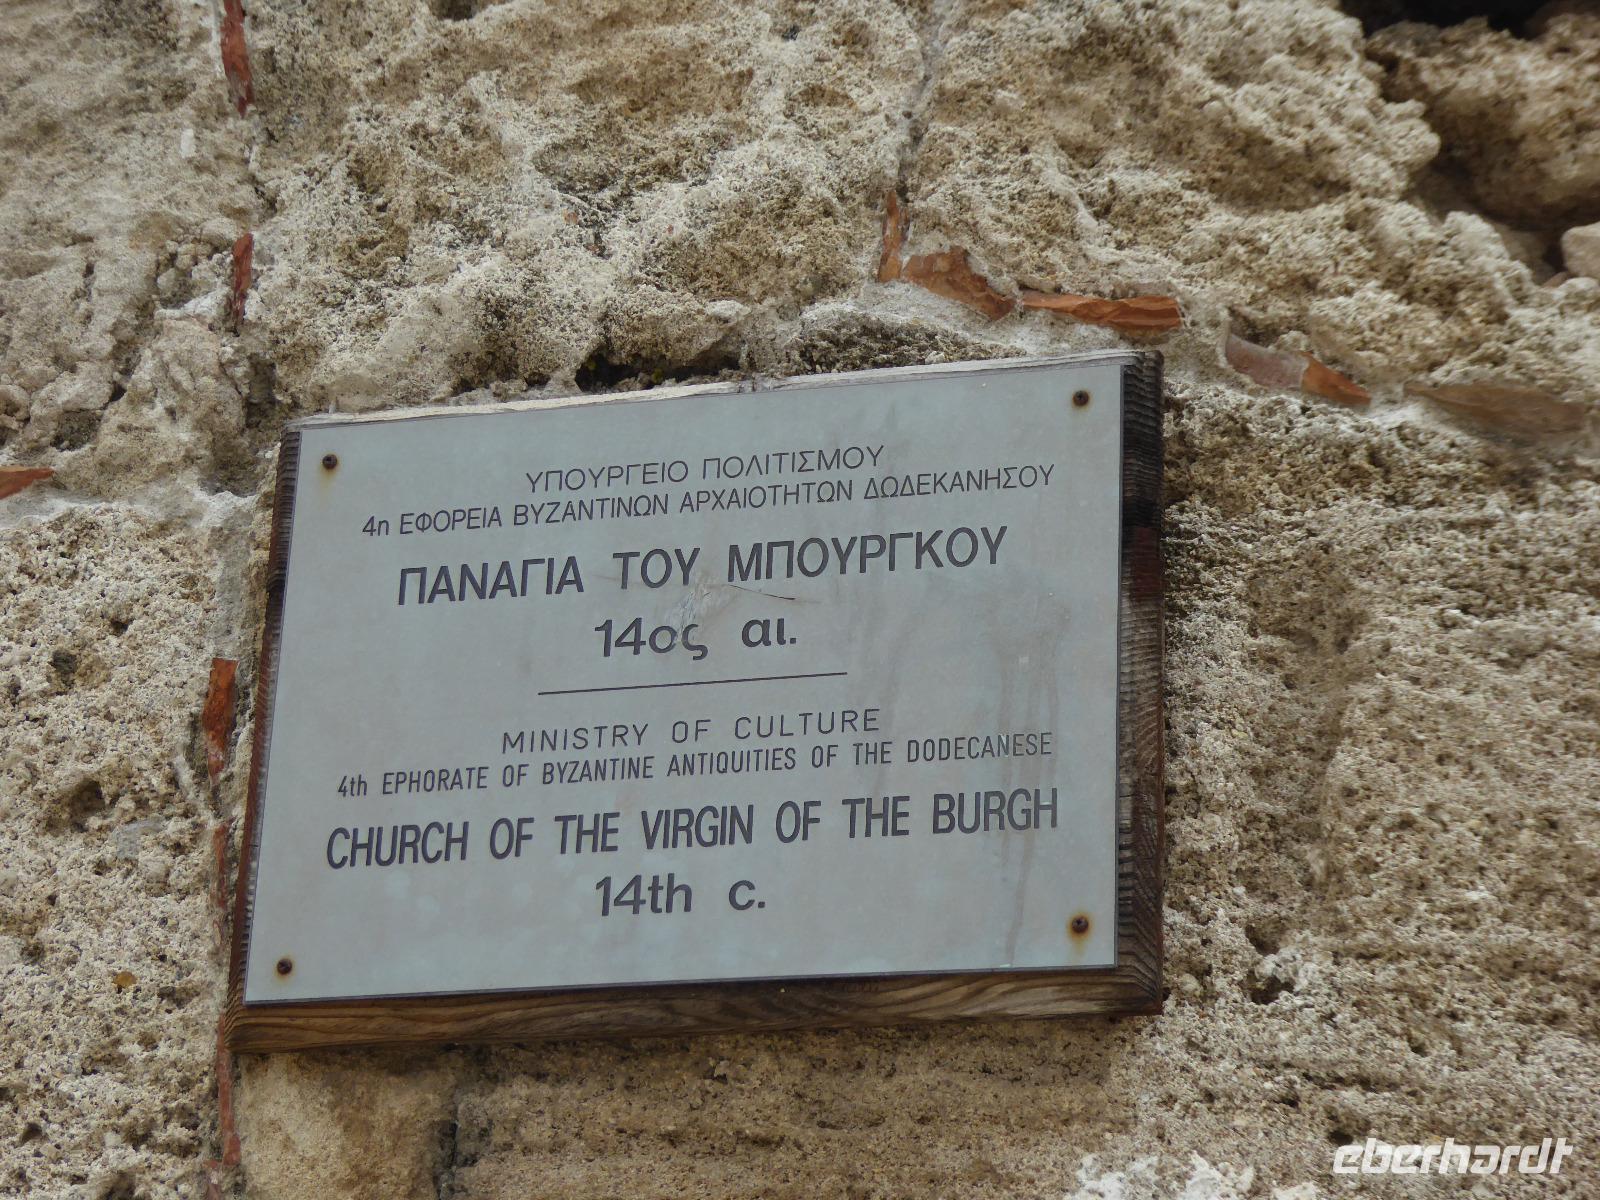 ΥΠΟΥΡΓΕΙΟ ΠΟΛΙΤΙΣΜΟΥ
4η ΕΦΟΡΕΙΑ ΒΥΖΑΝΤΙΝΩΝ ΑΡΧΑΙΟΤΗΤΩΝ ΔΩΔΕΚΑΝΗΣΟΥ
ΠΑΝΑΓΙΑ ΤΟΥ ΜΠΟΥΡΓΚΟΥ
14ος αι.
MINISTRY OF CULTURE
4th EPHORATE OF BYZANTINE ANTIQUITIES OF THE DODECANESE
CHURCH OF THE VIRGIN OF THE BURGH
14th c.
eberhardt